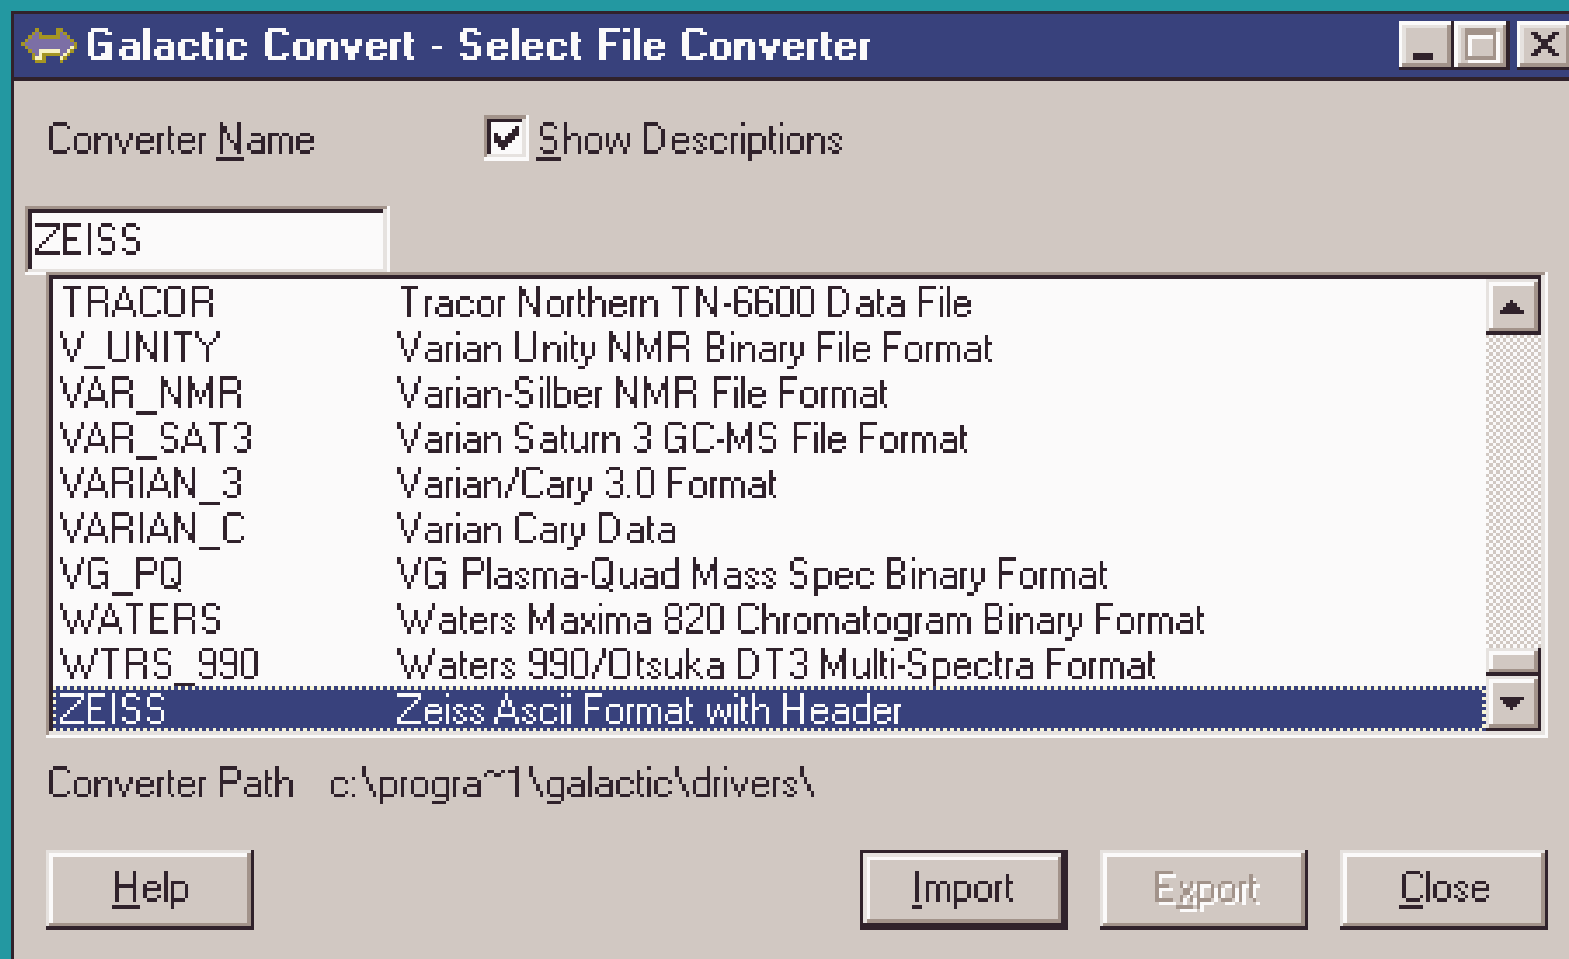 Galactic Convert - Select File Converter
Converter Name Show Descriptions
ZEISS
TRACOR Tracor Northern TN-6600 Data File
V_UNITY Varian Unity NMR Binary File Format
VAR_NMR Varian-Silber NMR File Format
VAR_SAT3 Varian Saturn 3 GC-MS File Format
VARIAN_3 Varian/Cary 3.0 Format
VARIAN_C Varian Cary Data
VG_PQ VG Plasma-Quad Mass Spec Binary Format
WATERS Waters Maxima 820 Chromatogram Binary Format
WTRS_990 Waters 990/Otsuka DT3 Multi-Spectra Format
ZEISS Zeiss Ascii Format with Header
Converter Path c:\progra~1\galactic\drivers\
Help Import Export Close